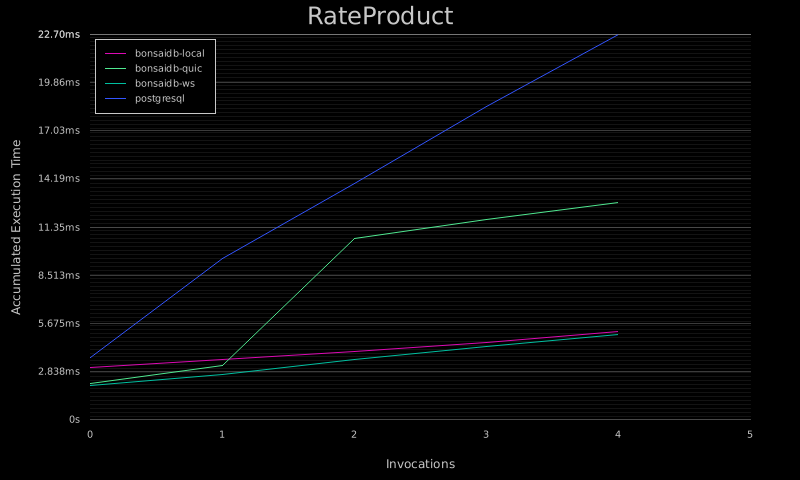 RateProduct
22.70ms
19.86ms
17.03ms
14.19ms
11.35ms
8.513ms
5.675ms
2.838ms
0s
bonsaidb-local
bonsaidb-quic
bonsaidb-ws
postgresql
Accumulated Execution Time
0 1 2 3 4 5
Invocations